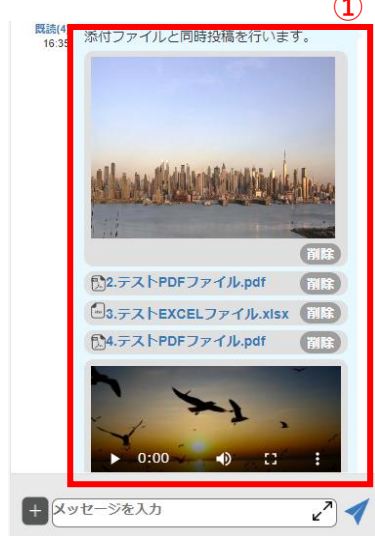 ①
既読(4
16:35
添付ファイルと同時投稿を行います。
削除
2.テストPDFファイル.pdf 削除
3.テストEXCELファイル.xlsx 削除
4.テストPDFファイル.pdf 削除
0:00
メッセージを入力